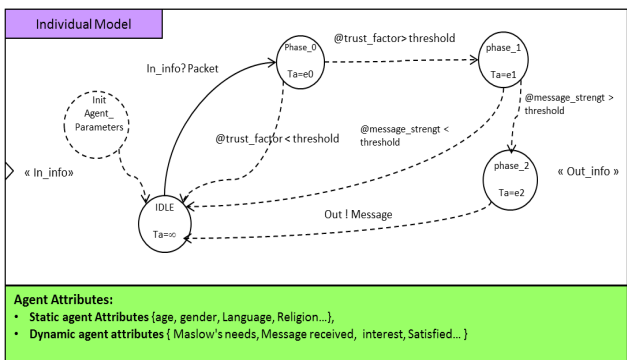 Individual Model
Phase_0
Ta=e0
@trust_factor> threshold
phase_1
Ta=e1
In_info? Packet
Init
Agent_
Parameters
@trust_factor < threshold
@message_strengt <
threshold
@message_strengt >
threshold
« In_info»
phase_2
Ta=e2
« Out_info »
IDLE
Ta=∞
Out ! Message
Agent Attributes:
• Static agent Attributes {age, gender, Language, Religion...},
• Dynamic agent attributes { Maslow's needs, Message received, interest, Satisfied... }